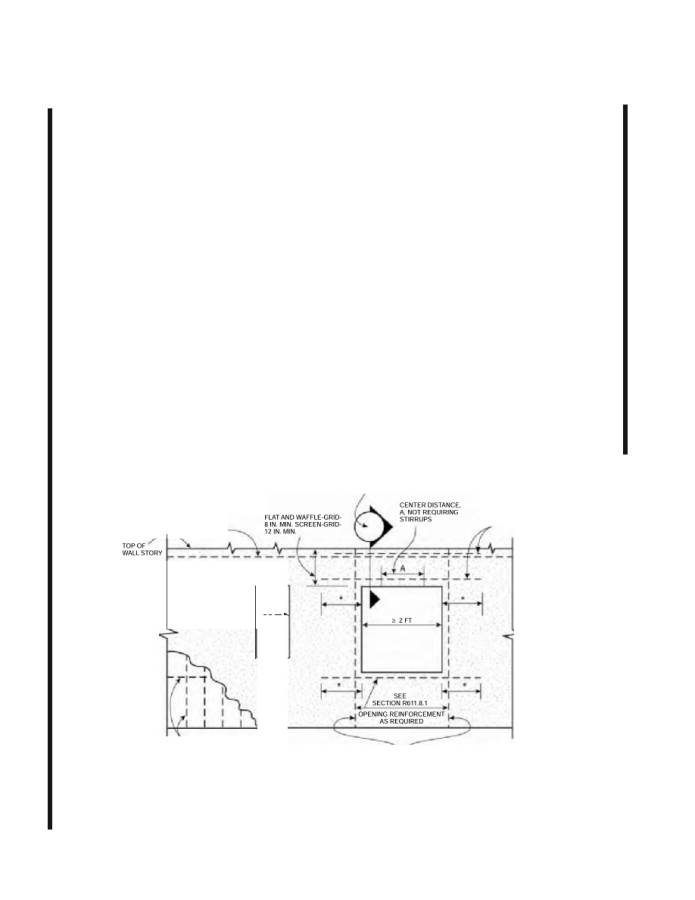 CENTER DISTANCE,
A, NOT REQUIRING
STIRRUPS
FLAT AND WAFFLE-GRID-
8 IN. MIN. SCREEN-GRID-
12 IN. MIN.
TOP OF
WALL STORY
A
*
*
≥ 2 FT
*
*
SEE
SECTION R611.8.1
OPENING REINFORCEMENT
AS REQUIRED